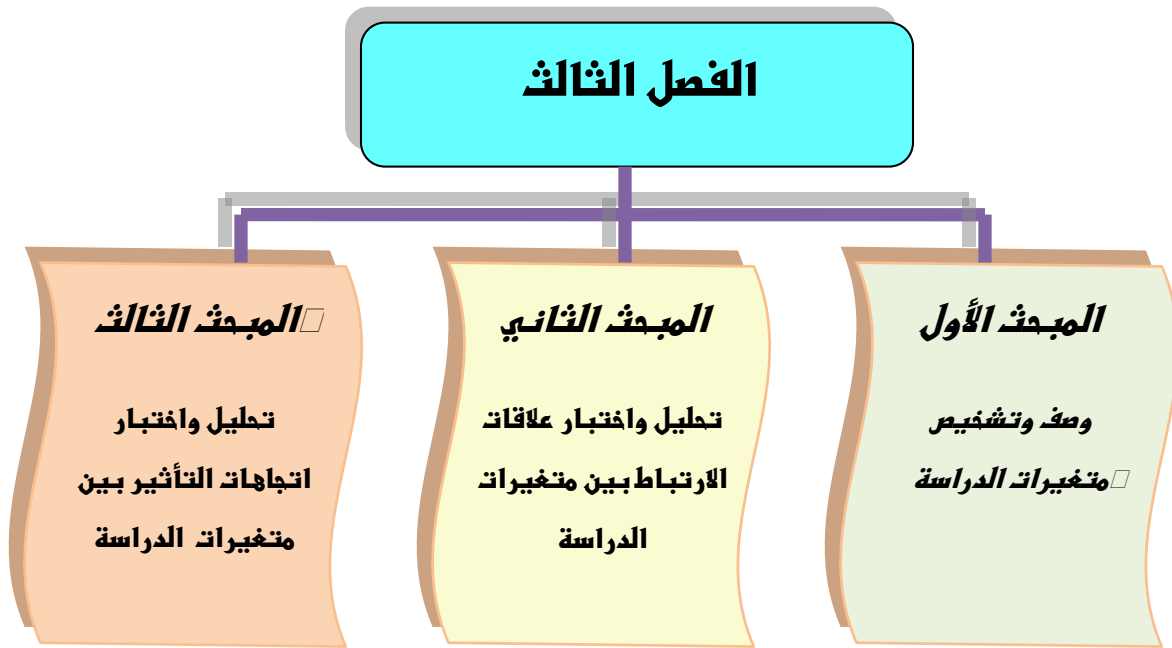 الفصل الثالث
المبحث الأول
وصف وتشخيص
متغيرات الدراسة
المبحث الثاني
تحليل واختبار علاقات
الارتباط بين متغيرات
الدراسة
المبحث الثالث
تحليل واختبار
اتجاهات التأثير بين
متغيرات الدراسة